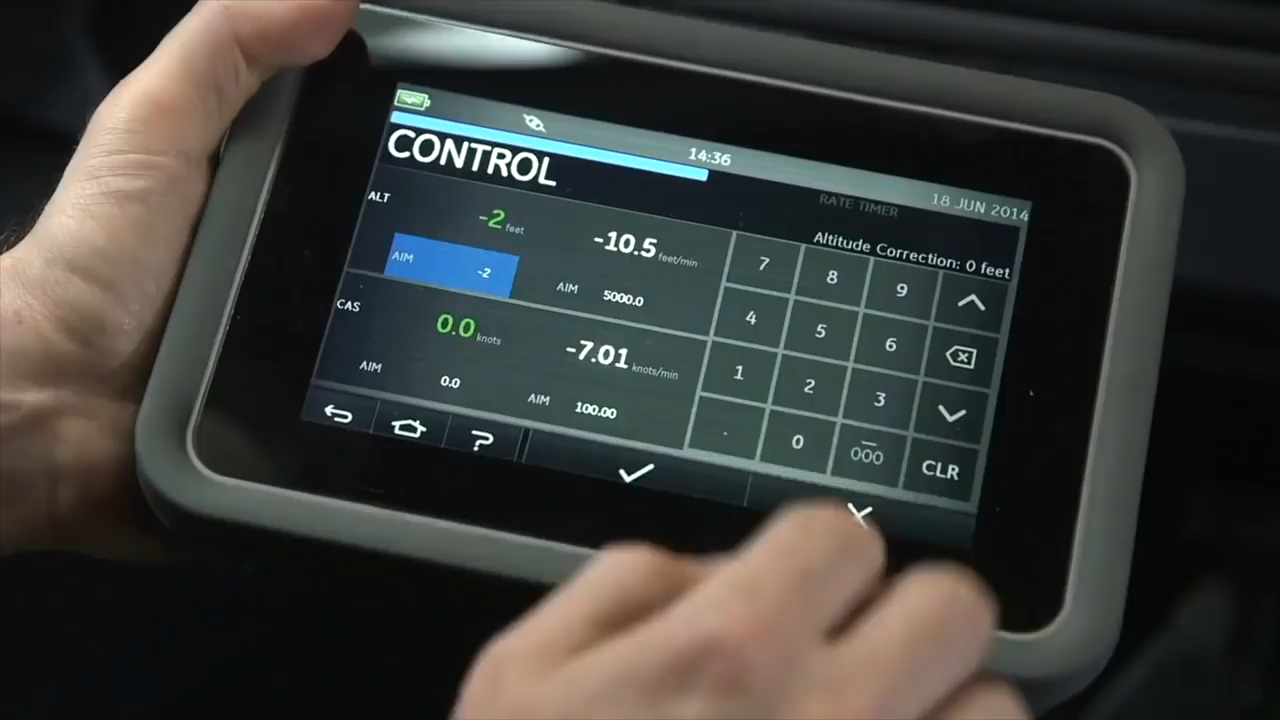 14:36
18 JUN 2014
CONTROL
RATE TIMER
Altitude Correction: 0 feet
ALT
-2 feet
-10.5 feet/min
AIM -2
AIM 5000.0
CAS
0.0 knots
-7.01 knots/min
AIM 0.0
AIM 100.00
7 8 9
4 5 6
1 2 3
. 0 000 CLR
?